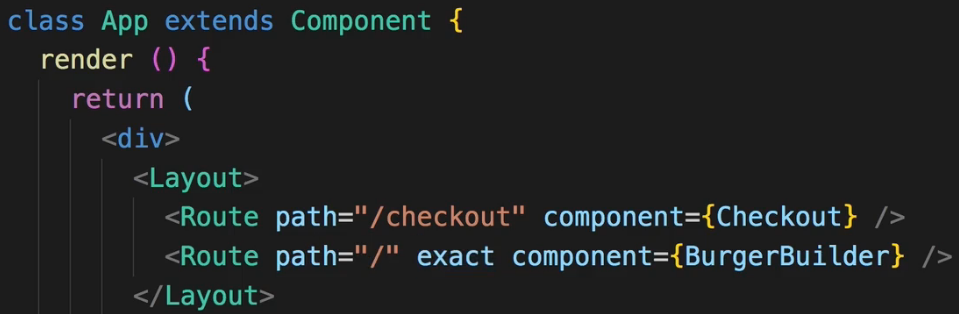 class App extends Component {
render () {
return (
<div>
<Layout>
<Route path="/checkout" component={Checkout} />
<Route path="/" exact component={BurgerBuilder} />
</Layout>